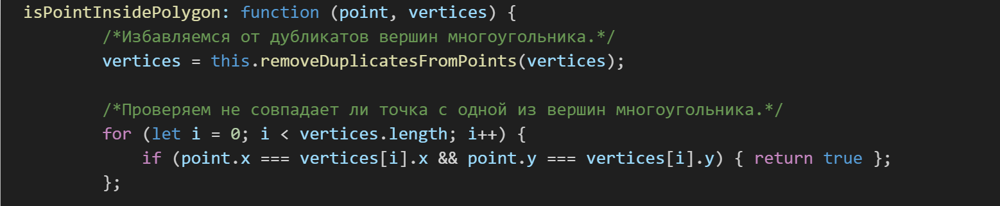 isPointInsidePolygon: function (point, vertices) {
/*Избавляемся от дубликатов вершин многоугольника.*/
vertices = this.removeDuplicatesFromPoints(vertices);
/*Проверяем не совпадает ли точка с одной из вершин многоугольника.*/
for (let i = 0; i < vertices.length; i++) {
if (point.x === vertices[i].x && point.y === vertices[i].y) { return true };
};